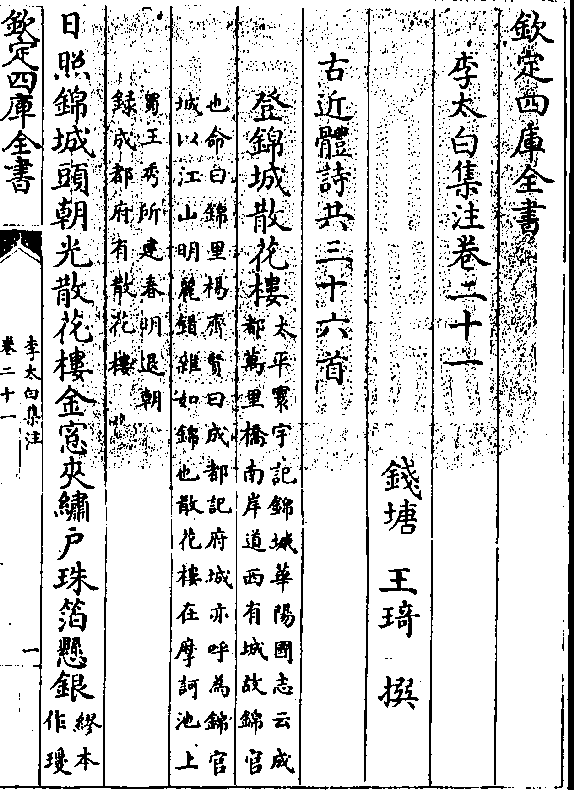 欽定四庫全書
李太白集注卷二十一
錢塘 王琦 撰
古近體詩共三十六首
登錦城散花樓
太平寰宇記錦城華陽國志云成
都萬里橋南岸道西有城故錦官
也命曰錦里楊齊賢曰成都記府城亦呼為錦官
城以江山明麗錯雜如錦也散花樓在摩訶池上
蜀王秀所建春明退朝
録成都府有散花樓
日照錦城頭朝光散花樓金窓夾繡户珠箔懸銀
繆本
作瓊
欽定四庫全書
李太白集注
卷二十一
一